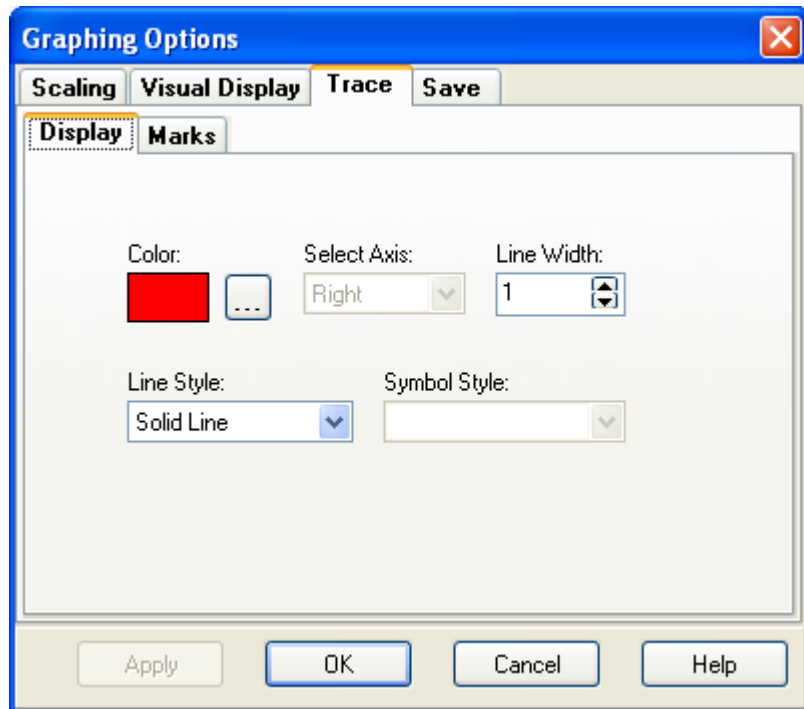 Graphing Options
Scaling Visual Display Trace Save
Display Marks
Color: Select Axis: Line Width:
... Right 1
Line Style: Symbol Style:
Solid Line
Apply OK Cancel Help